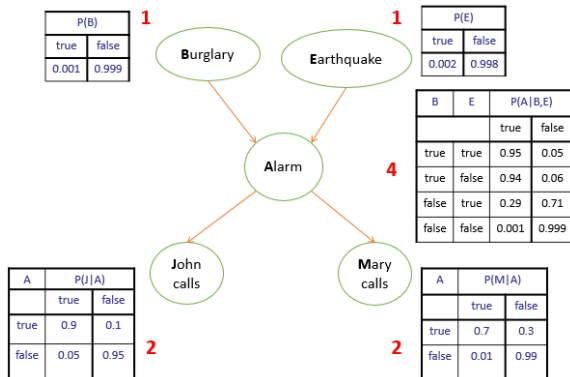 P(B)
true false
0.001 0.999
1
Burglary
Earthquake
1
P(E)
true false
0.002 0.998
B E P(A|B,E)
true false
true true 0.95 0.05
true false 0.94 0.06
false true 0.29 0.71
false false 0.001 0.999
4
Alarm
John
calls
Mary
calls
A P(J|A)
true false
true 0.9 0.1
false 0.05 0.95
2
A P(M|A)
true false
true 0.7 0.3
false 0.01 0.99
2